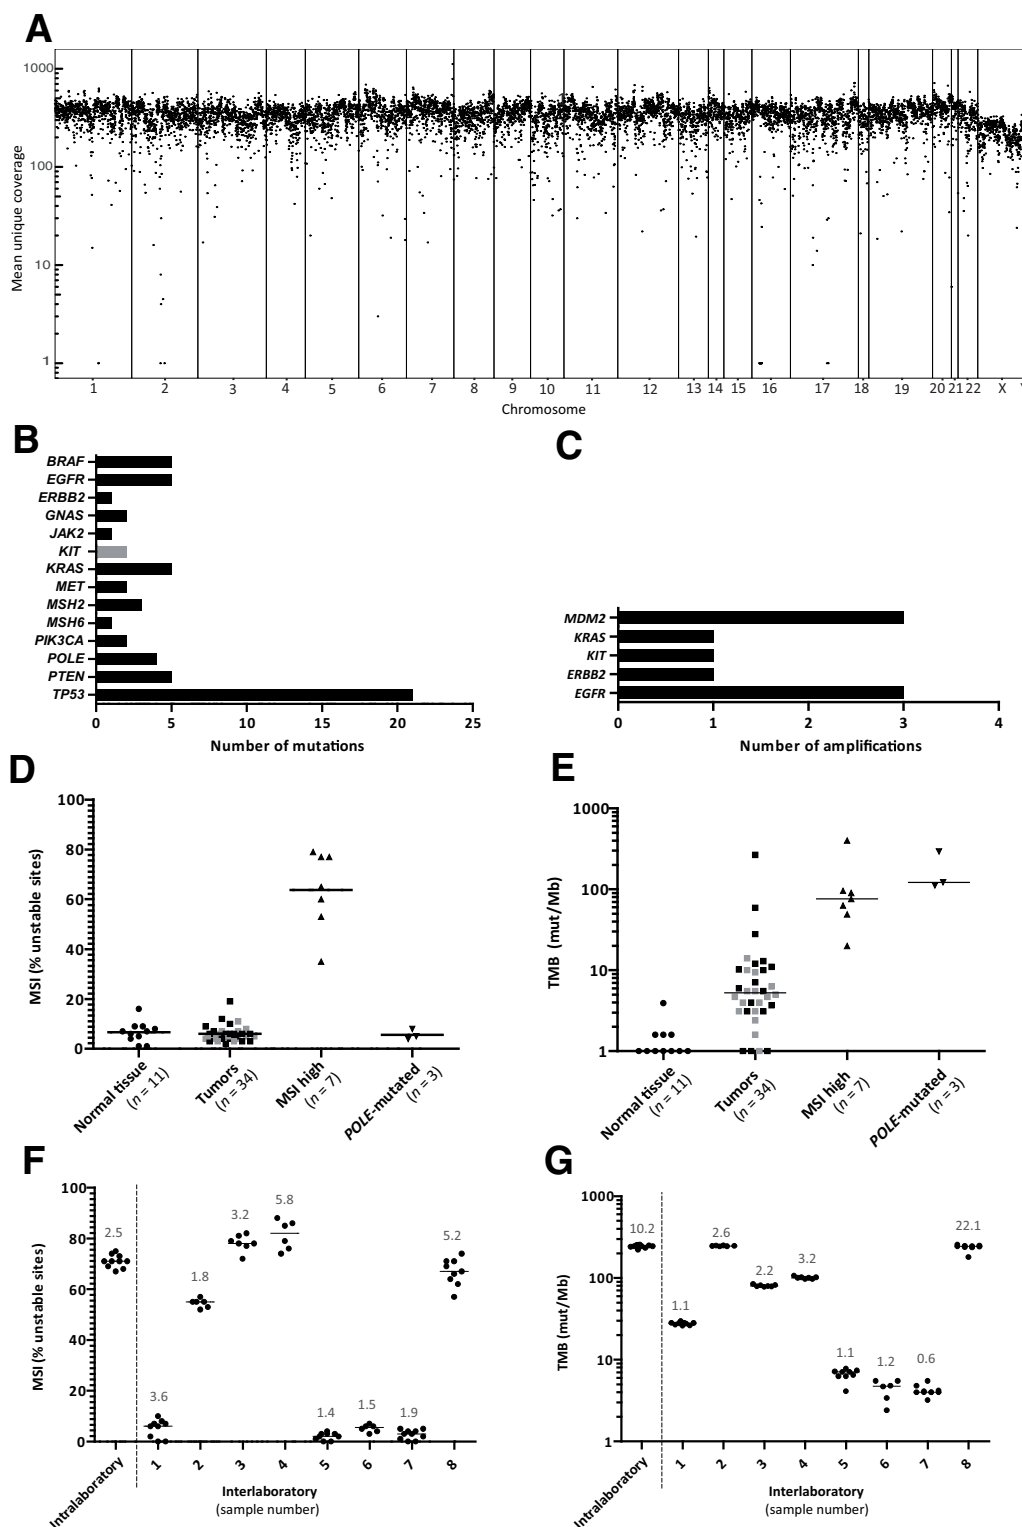 A
Mean unique coverage
1000
100
10
1
1 2 3 4 5 6 7 8 9 10 11 12 13 14 15 16 17 18 19 20 21 22 X
Chromosome
B
BRAF
EGFR
ERBB2
GNAS
JAK2
KIT
KRAS
MET
MSH2
MSH6
PIK3CA
POLE
PTEN
TP53
0 5 10 15 20 25
Number of mutations
C
MDM2
KRAS
KIT
ERBB2
EGFR
0 1 2 3 4
Number of amplifications
D
MSI (% unstable sites)
100
80
60
40
20
0
Normal tissue
(n = 11)
Tumors
(n = 34)
MSI high
(n = 7)
POLE-mutated
(n = 3)
E
TMB (mut/Mb)
1000
100
10
1
Normal tissue
(n = 11)
Tumors
(n = 34)
MSI high
(n = 7)
POLE-mutated
(n = 3)
F
MSI (% unstable sites)
100
80
60
40
20
0
2.5 3.6 1.8 3.2 5.8 1.4 1.5 1.9 5.2
Intralaboratory 1 2 3 4 5 6 7 8
Interlaboratory
(sample number)
G
TMB (mut/Mb)
1000
100
10
1
10.2 1.1 2.6 2.2 3.2 1.1 1.2 0.6 22.1
Intralaboratory 1 2 3 4 5 6 7 8
Interlaboratory
(sample number)